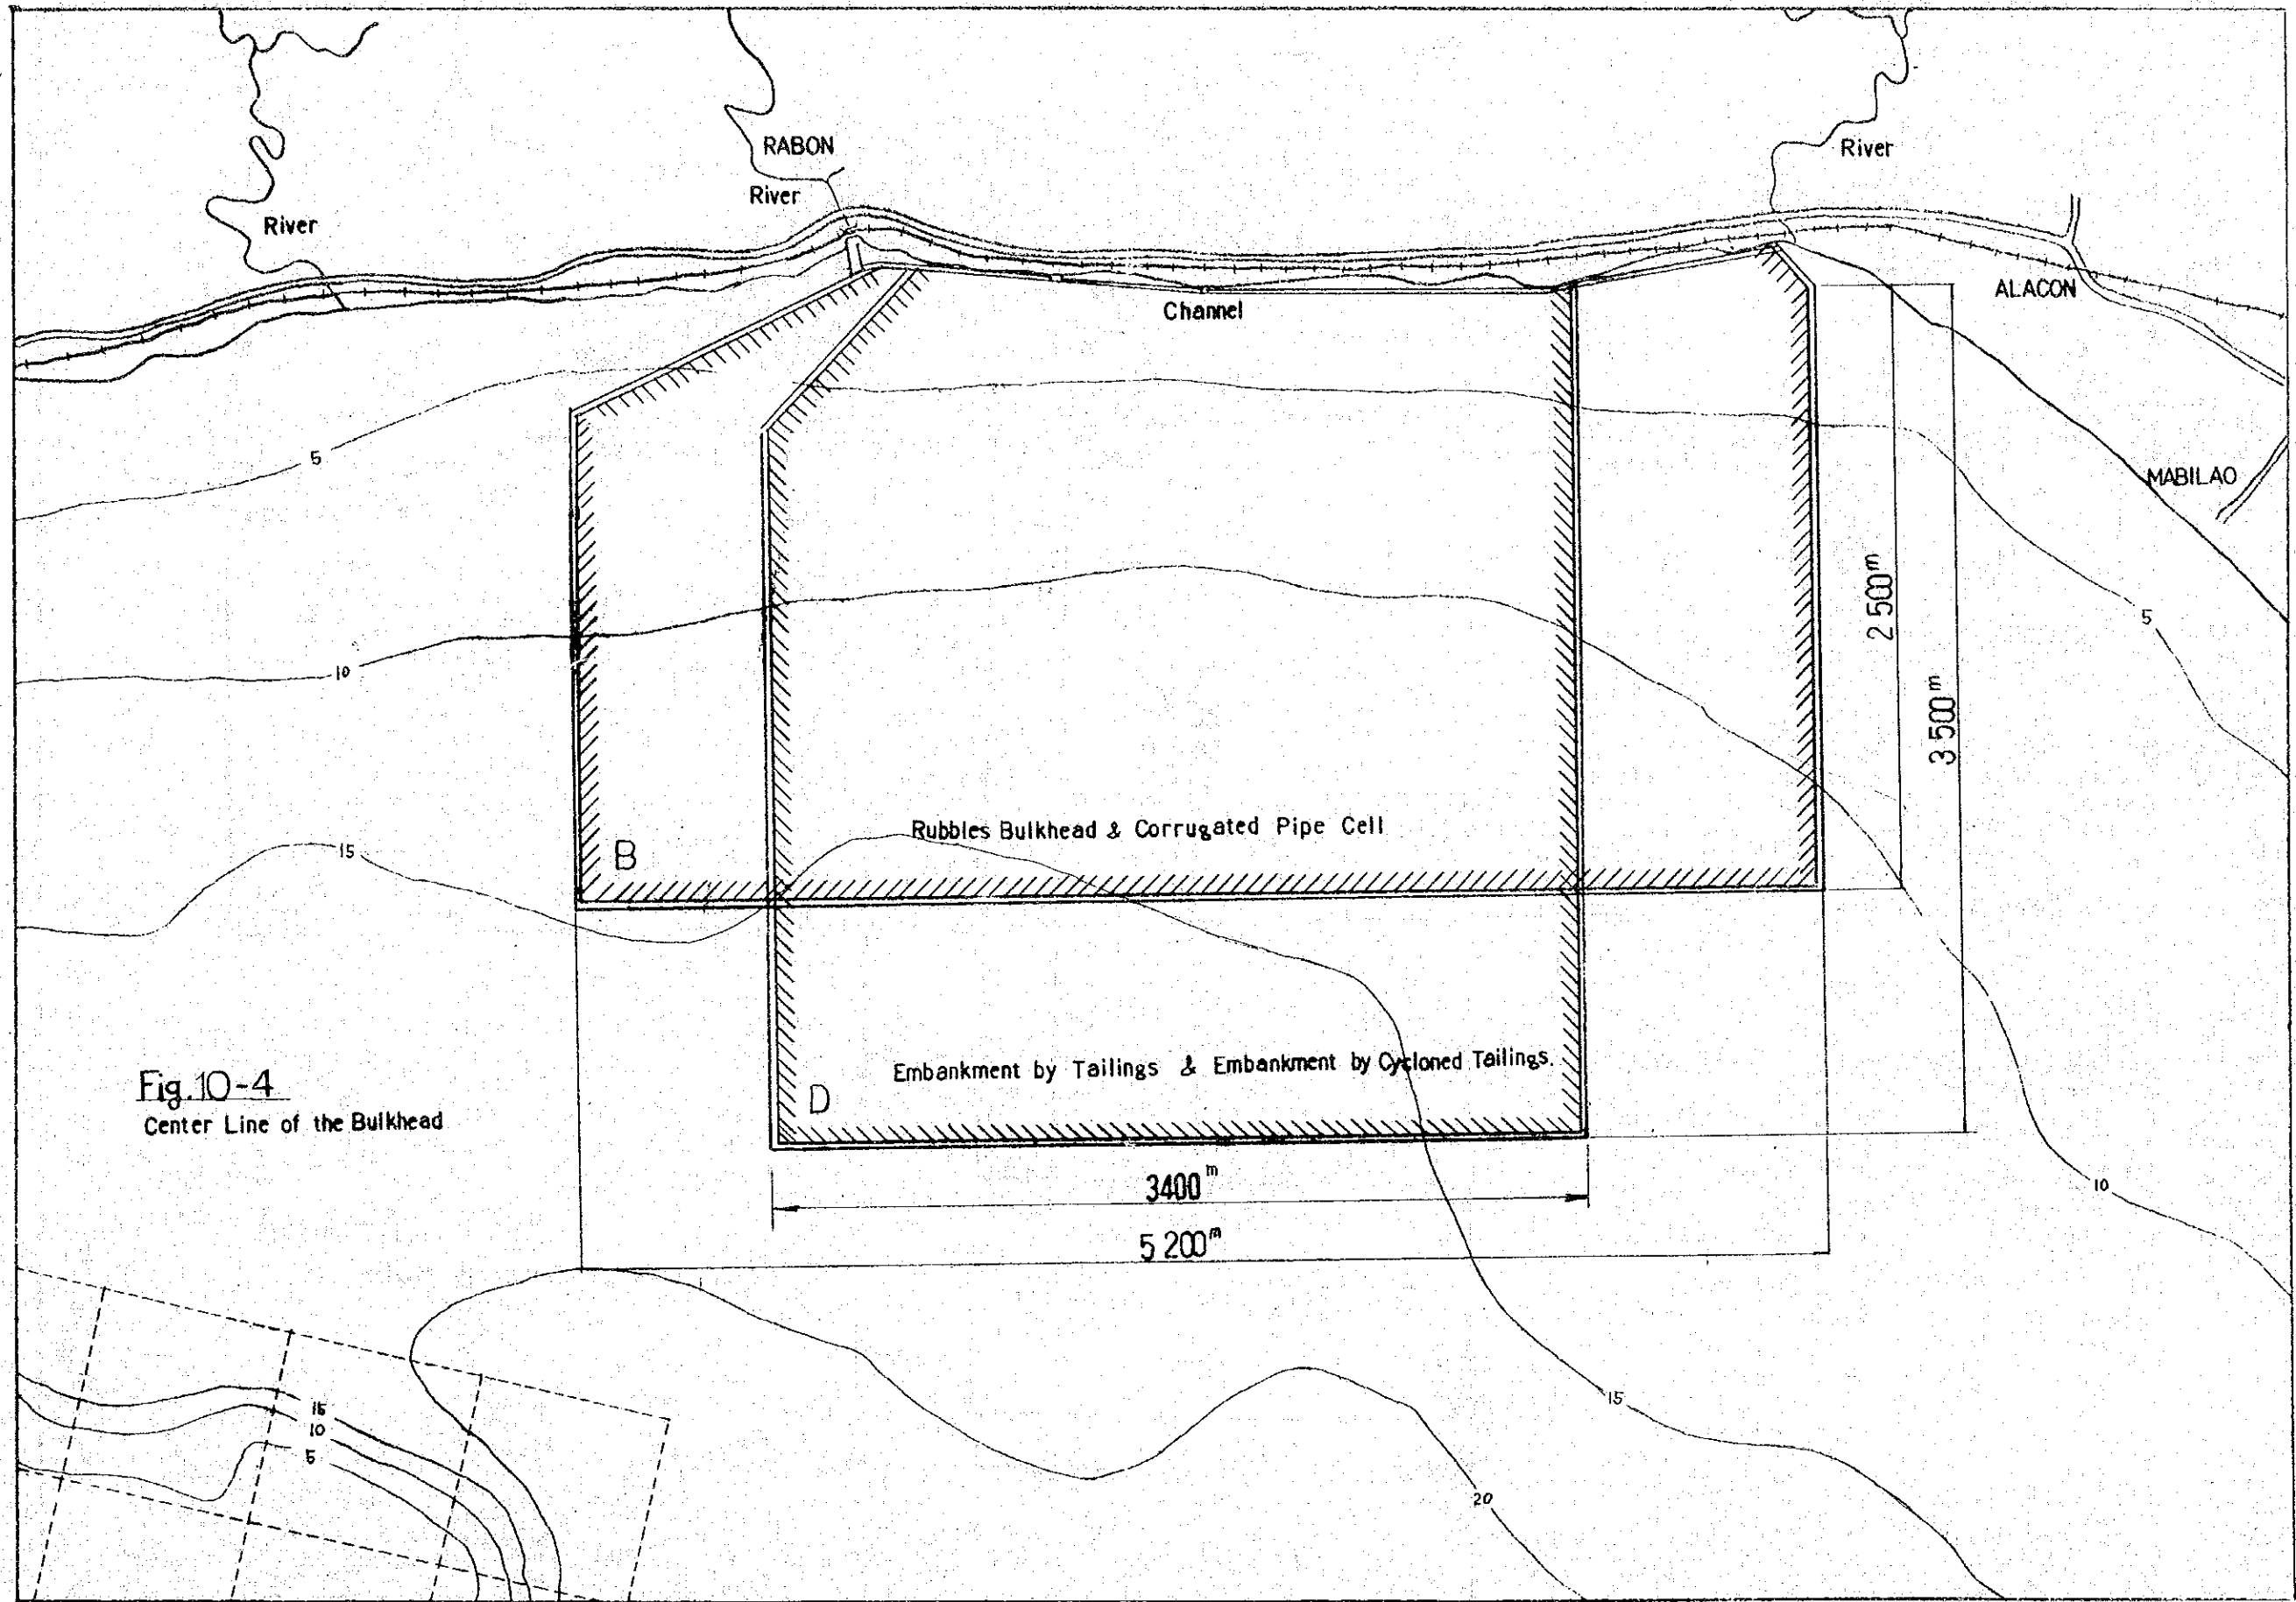 RABON
River
River
River
Channel
ALACON
MABILAO
5
5
10
2 500m
3 500m
Rubbles Bulkhead & Corrugated Pipe Cell
15
B
Embankment by Tailings & Embankment by Cycloned Tailings.
D
Fig. 10-4
Center Line of the Bulkhead
3400m
10
5 200m
15
15
10
5
20